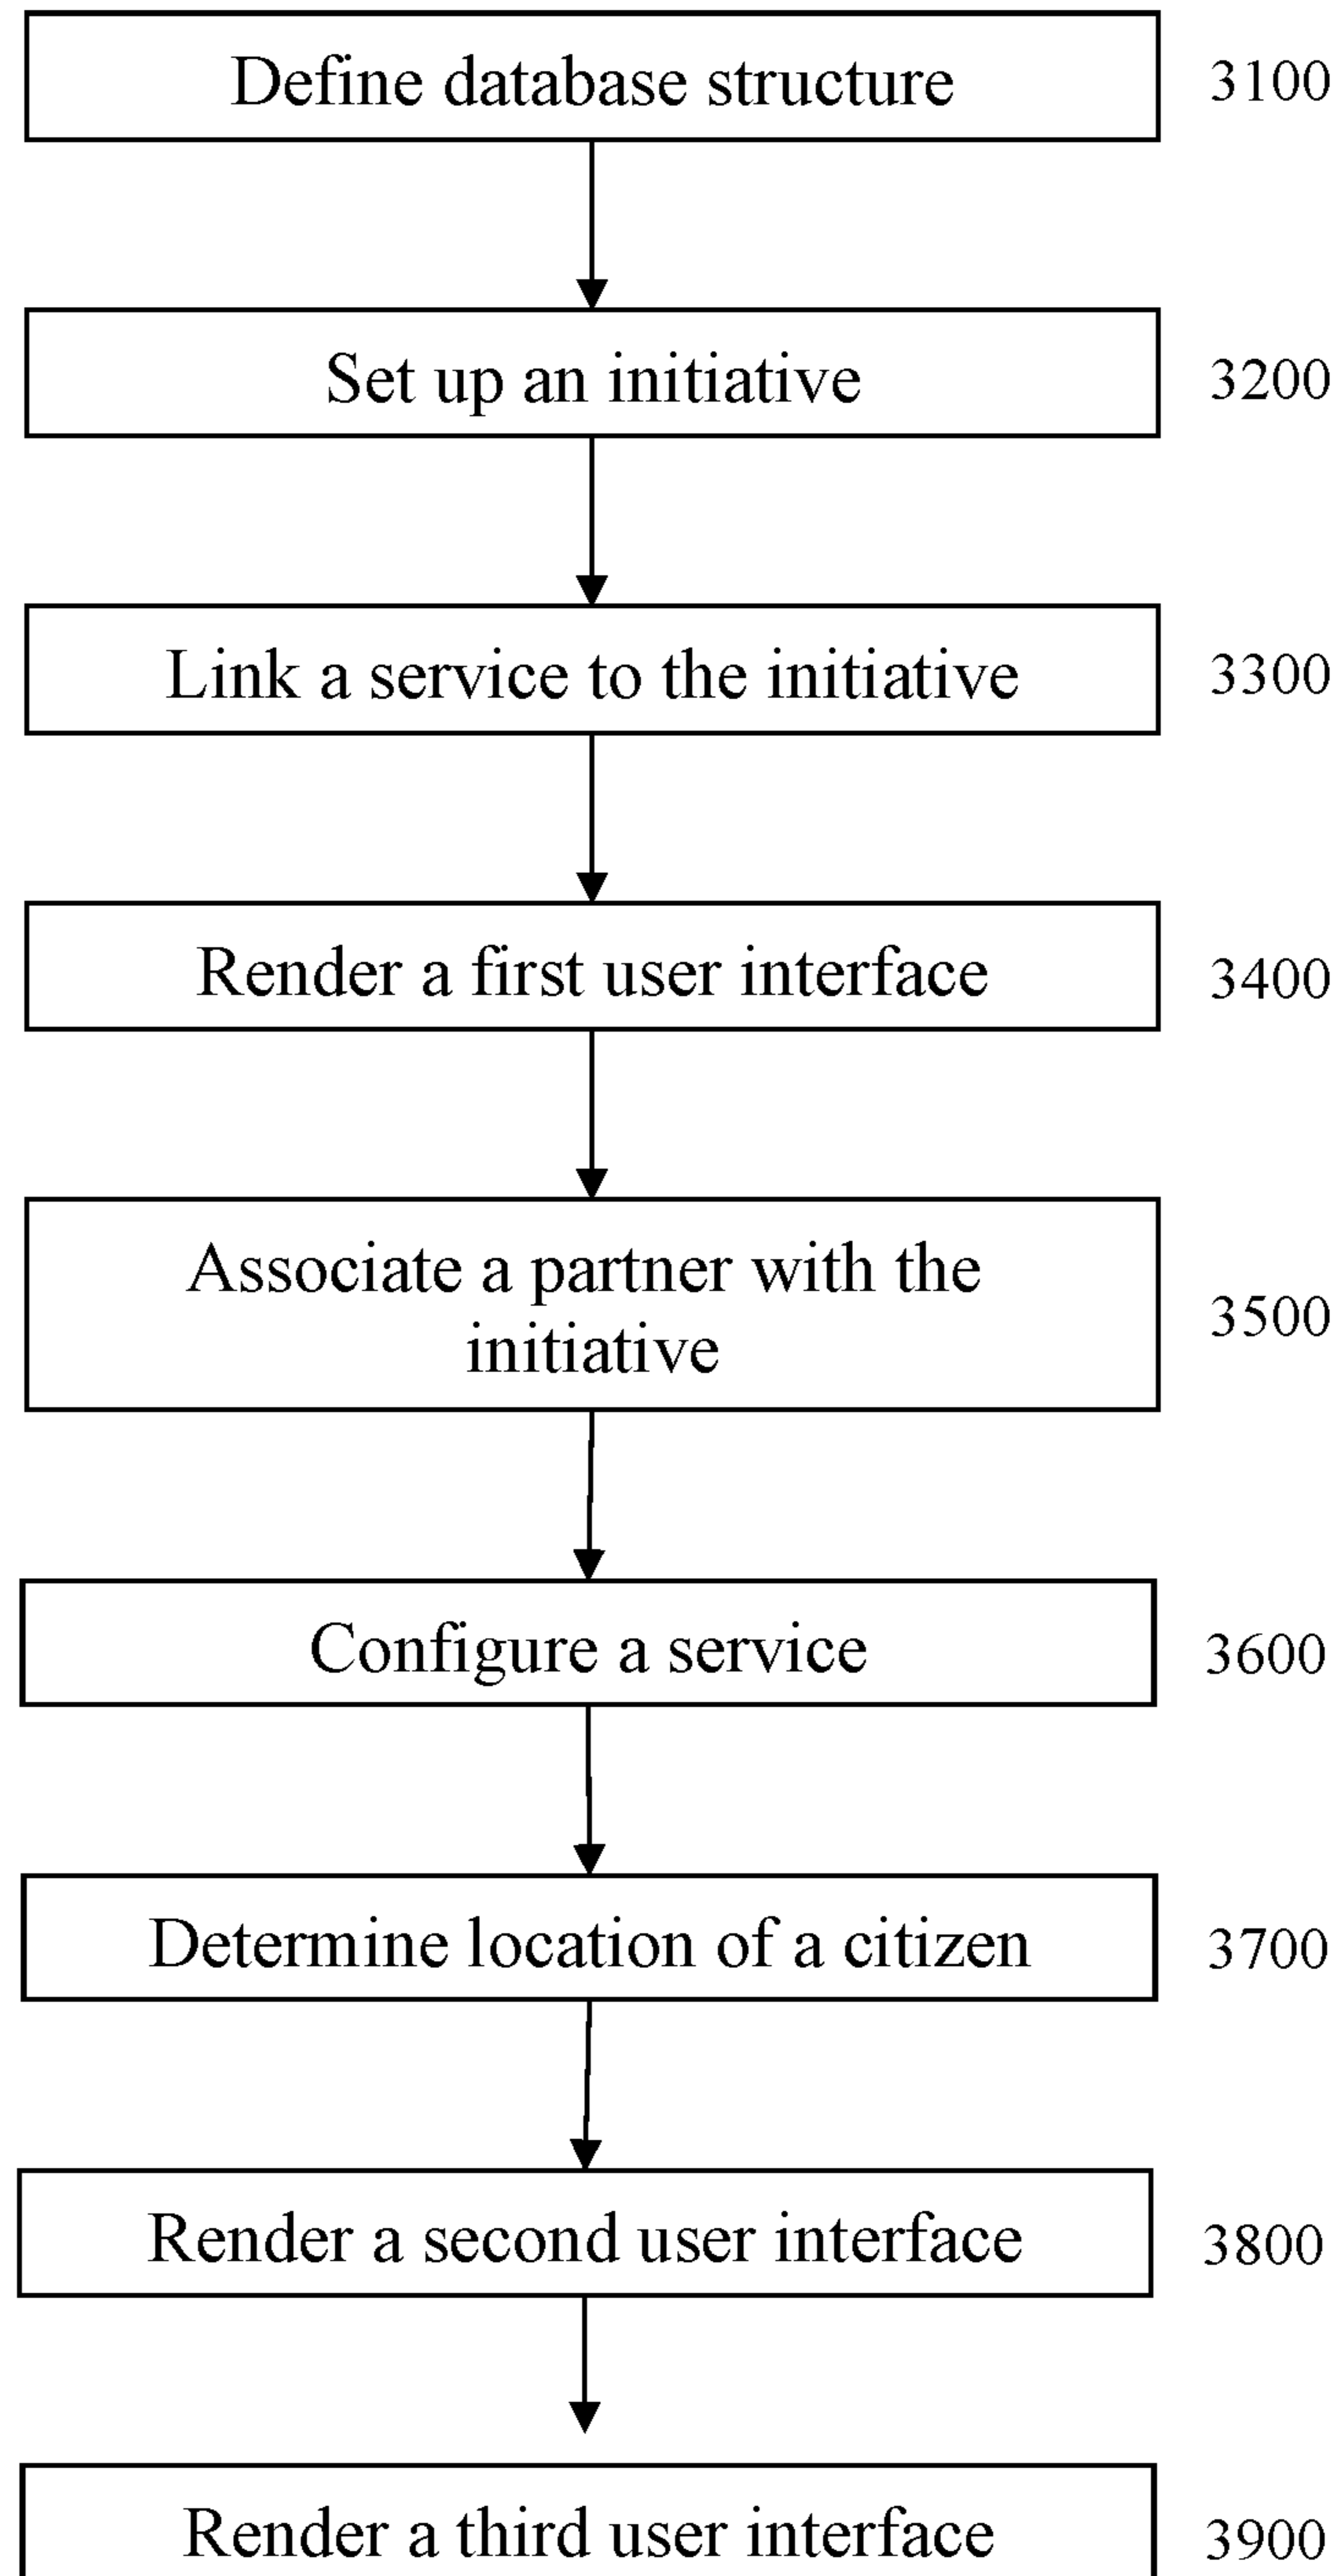 Define database structure 3100
Set up an initiative 3200
Link a service to the initiative 3300
Render a first user interface 3400
Associate a partner with the
initiative
3500
Configure a service 3600
Determine location of a citizen 3700
Render a second user interface 3800
Render a third user interface 3900